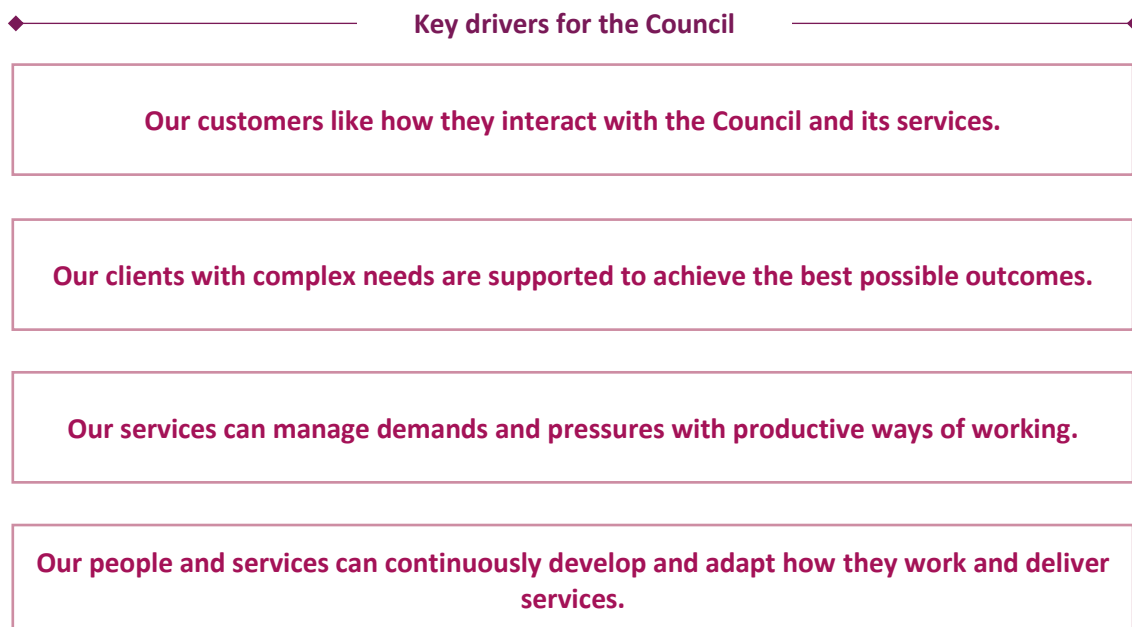 Key drivers for the Council
Our customers like how they interact with the Council and its services.
Our clients with complex needs are supported to achieve the best possible outcomes.
Our services can manage demands and pressures with productive ways of working.
Our people and services can continuously develop and adapt how they work and deliver
services.